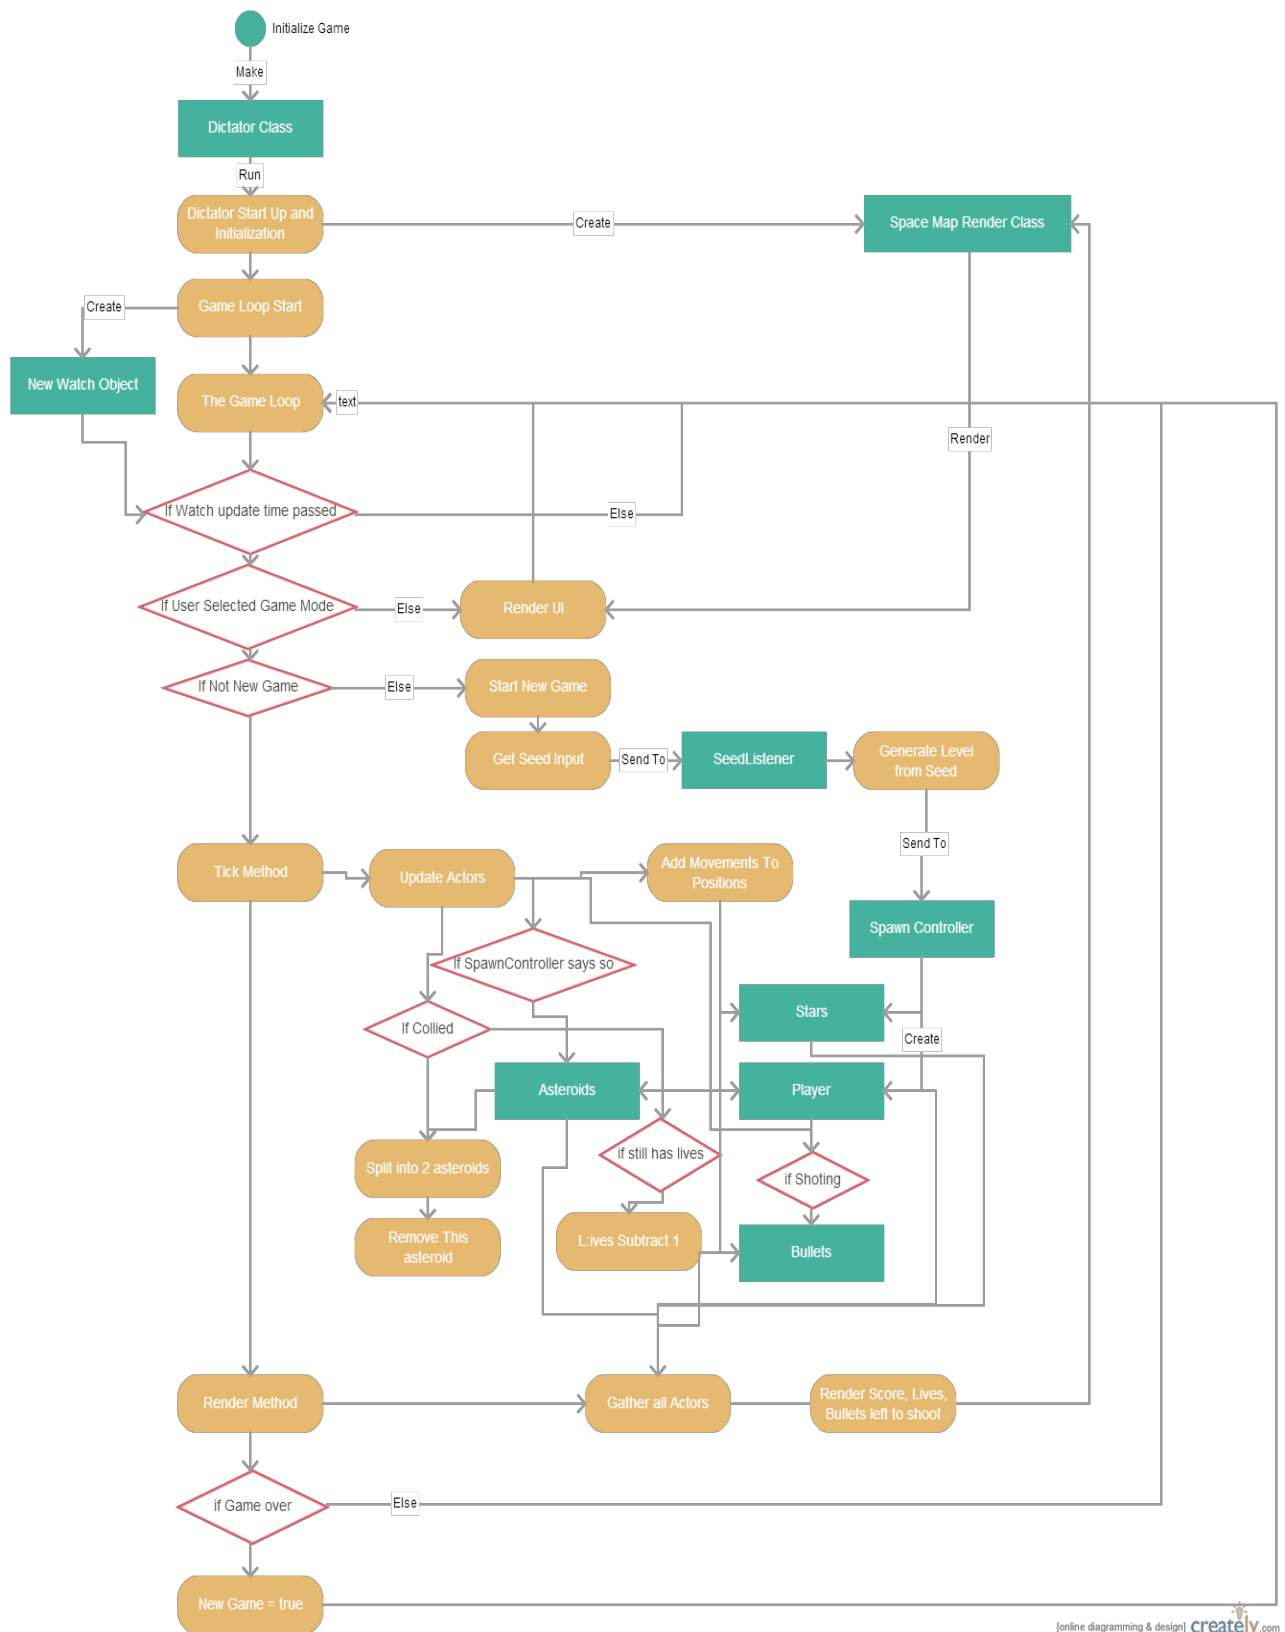 Initialize Game
Make
Dictator Class
Run
Dictator Start Up and
Initialization
Create
Space Map Render Class
Game Loop Start
Create
New Watch Object
The Game Loop
text
Render
If Watch update time passed
Else
If User Selected Game Mode
Else
Render UI
If Not New Game
Else
Start New Game
Get Seed Input
Send To
SeedListener
Generate Level
from Seed
Send To
Tick Method
Update Actors
Add Movements To
Positions
Spawn Controller
If SpawnController says so
If Collied
Stars
Create
Asteroids
Player
Split into 2 asteroids
if still has lives
if Shoting
Remove This
asteroid
L:ives Subtract 1
Bullets
Render Method
Gather all Actors
Render Score, Lives,
Bullets left to shoot
if Game over
Else
New Game = true
[online diagramming & design] creately.com